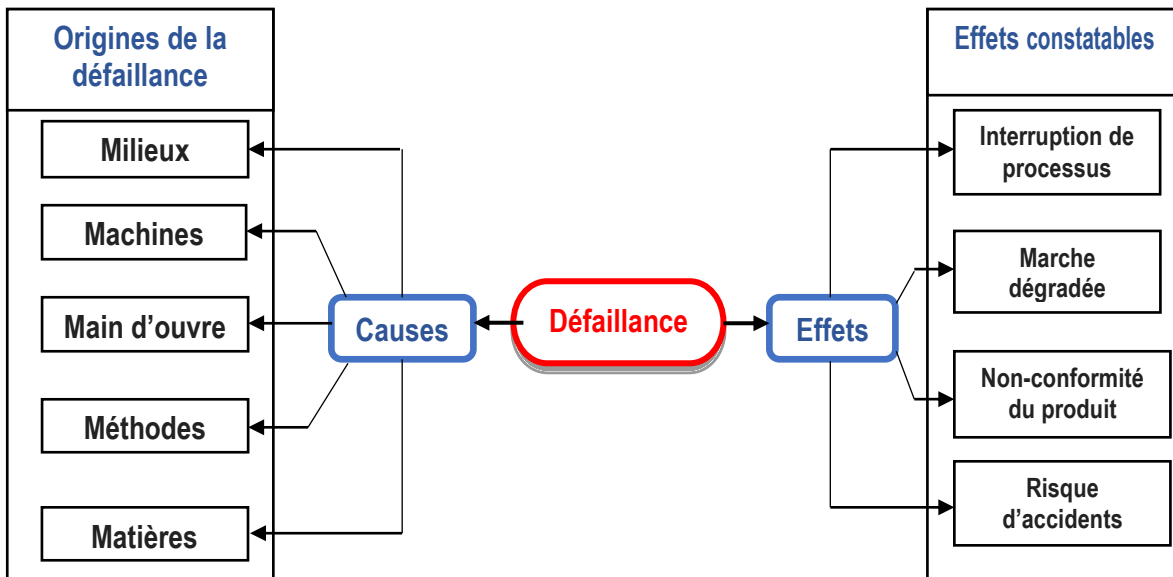 Origines de la
défaillance
Milieux
Machines
Main d’ouvre
Méthodes
Matières
Causes
Défaillance
Effets
Effets constatables
Interruption de
processus
Marche
dégradée
Non-conformité
du produit
Risque
d’accidents